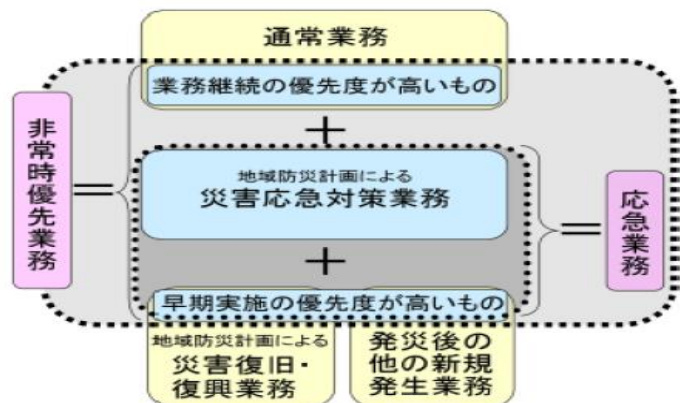 通常業務
業務継続の優先度が高いもの
+
非常時優先業務
=
地域防災計画による
災害応急対策業務
=
応急業務
+
早期実施の優先度が高いもの
地域防災計画による
災害復旧・
復興業務
発災後の
他の新規
発生業務